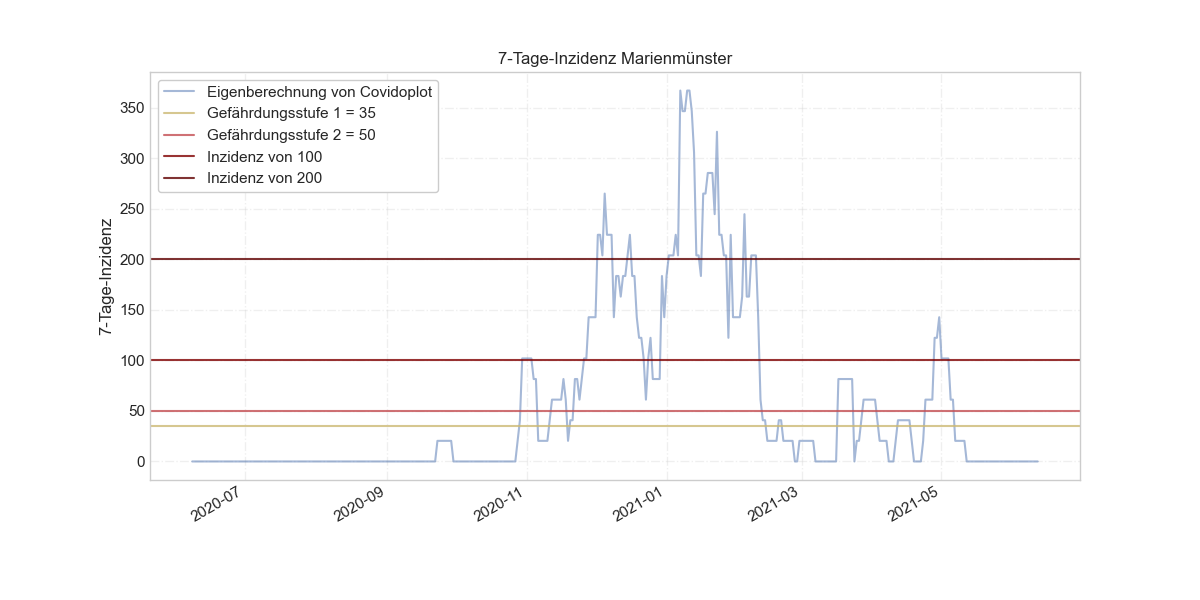 7-Tage-Inzidenz Marienmünster
Eigenberechnung von Covidoplot
Gefährdungsstufe 1 = 35
Gefährdungsstufe 2 = 50
Inzidenz von 100
Inzidenz von 200
7-Tage-Inzidenz
350
300
250
200
150
100
50
0
2020-07
2020-09
2020-11
2021-01
2021-03
2021-05